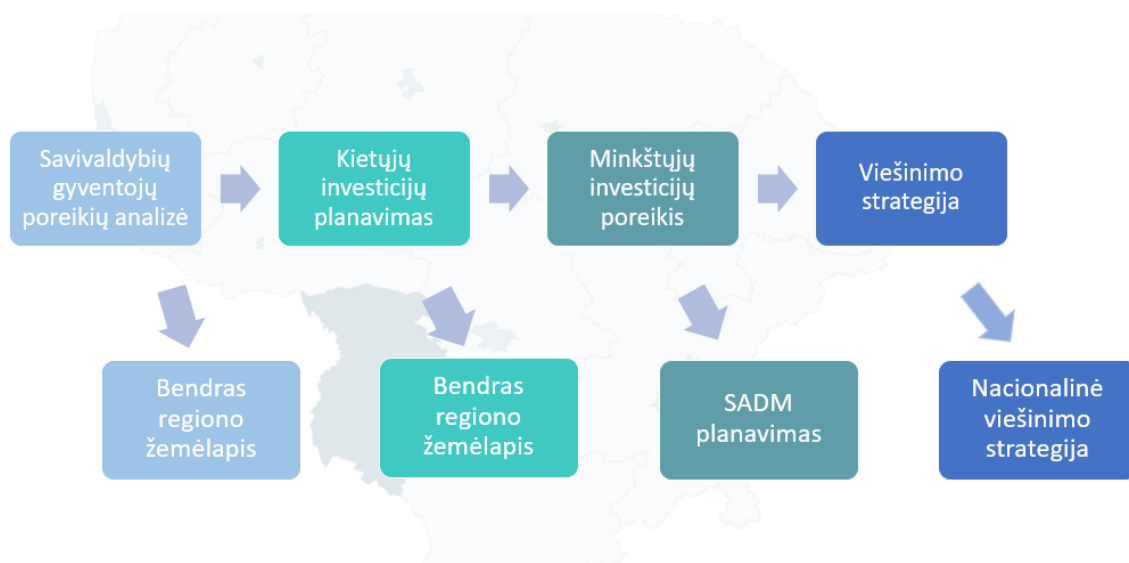 Savivaldybių
gyventojų
poreikių analizė
Kietųjų
investicijų
planavimas
Minkštųjų
investicijų
poreikis
Viešinimo
strategija
Bendras
regiono
žemėlapis
Bendras
regiono
žemėlapis
SADM
planavimas
Nacionalinė
viešinimo
strategija